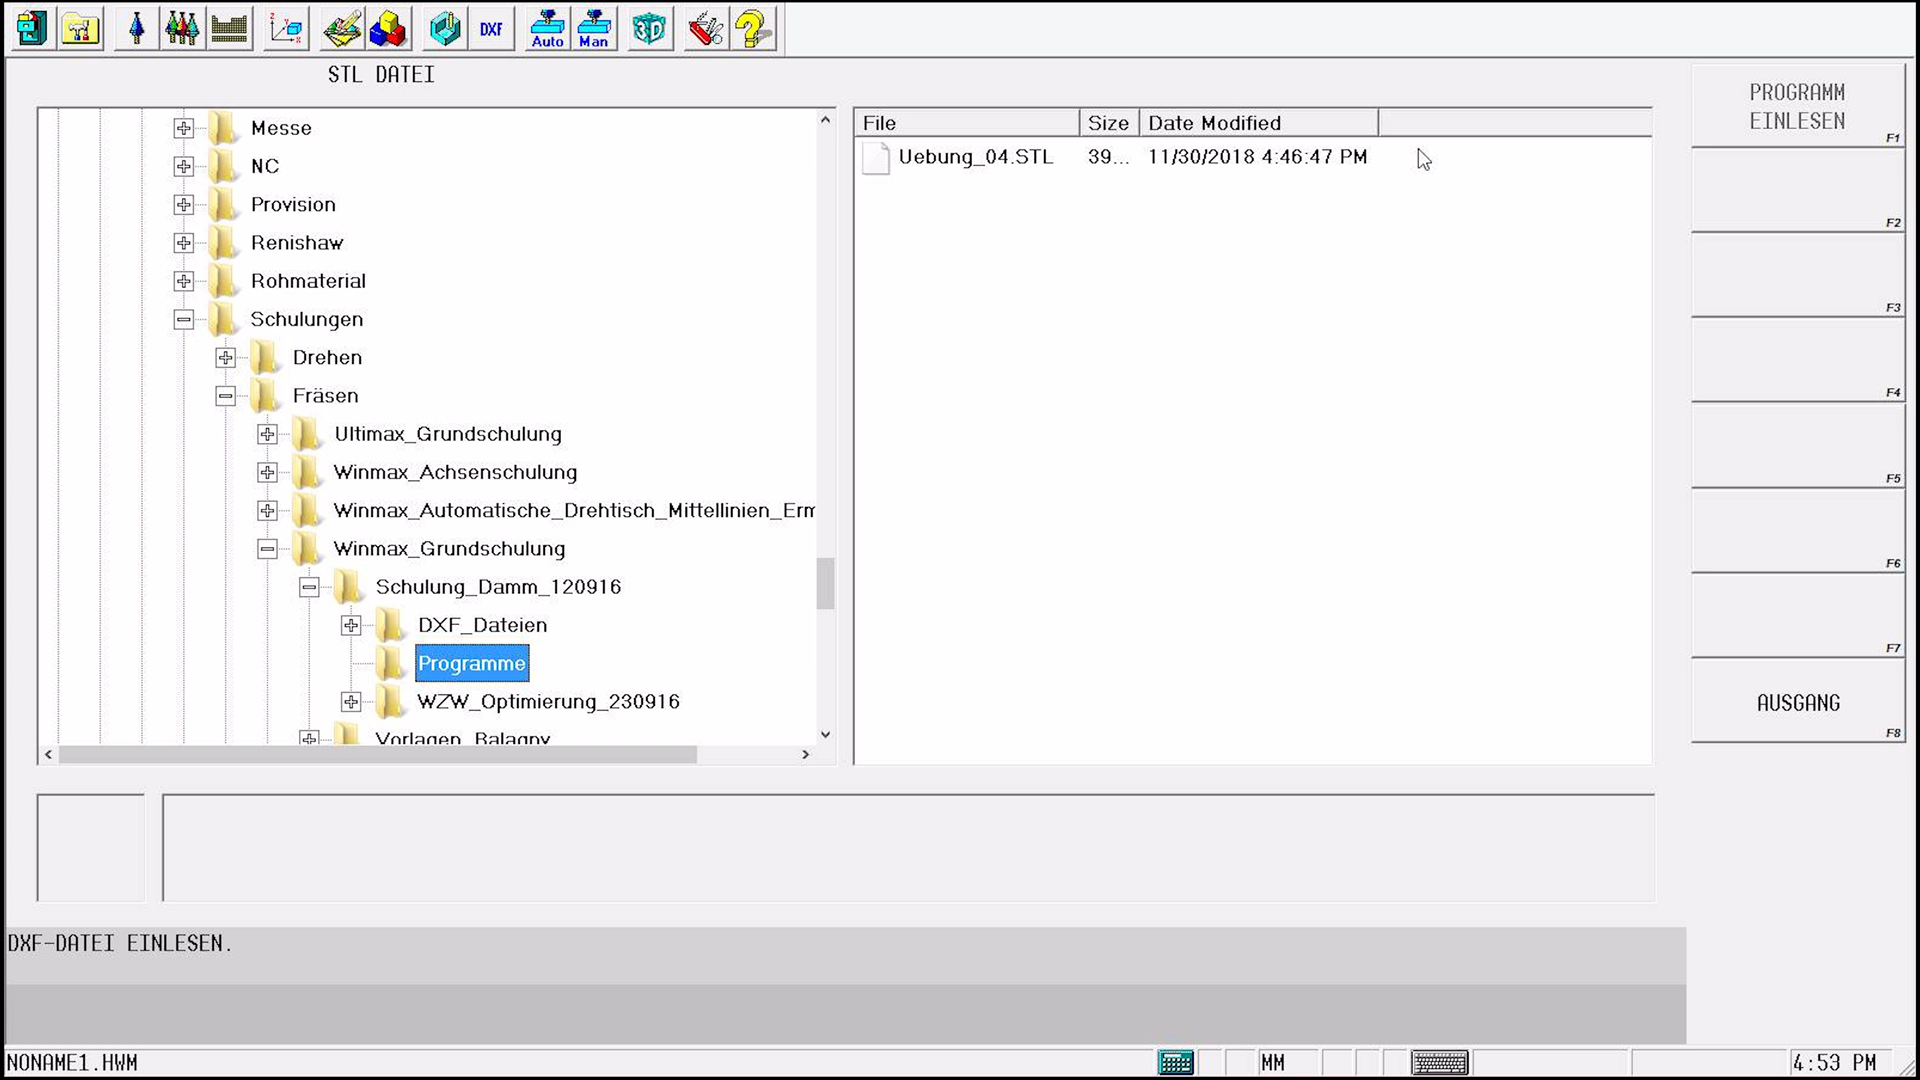 DXF
Auto
Man
3D
STL DATEI
Messe
NC
Provision
Renishaw
Rohmaterial
Schulungen
Drehen
Fräsen
Ultimax_Grundschulung
Winmax_Achsenschulung
Winmax_Automatische_Drehtisch_Mittellinien_Erm
Winmax_Grundschulung
Schulung_Damm_120916
DXF_Dateien
Programme
WZW_Optimierung_230916
Vorlagen_Balagny
File Size Date Modified
Uebung_04.STL 39... 11/30/2018 4:46:47 PM
PROGRAMM
EINLESEN
F1
F2
F3
F4
F5
F6
F7
AUSGANG
F8
DXF-DATEI EINLESEN.
NONAME1.HWM
MM
4:53 PM